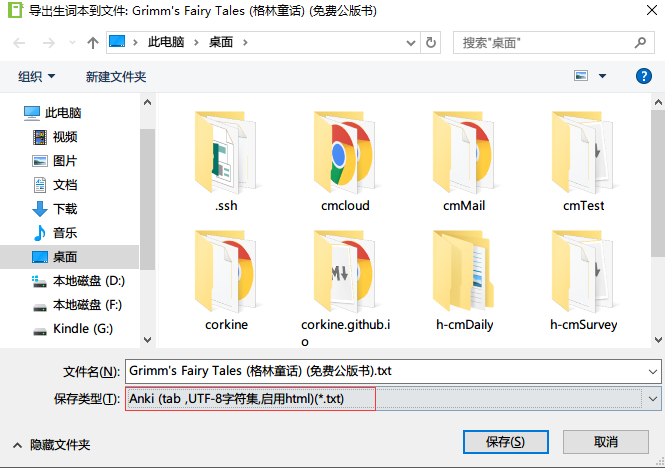 导出生词本到文件: Grimm's Fairy Tales (格林童话) (免费公版书)
此电脑 桌面 搜索"桌面"
组织 新建文件夹
此电脑
视频
图片
文档
下载
音乐
桌面
本地磁盘 (D:)
本地磁盘 (F:)
Kindle (G:)
.ssh cmcloud cmMail cmTest
corkine corkine.github.io h-cmDaily h-cmSurvey
文件名(N): Grimm's Fairy Tales (格林童话) (免费公版书).txt
保存类型(T): Anki (tab ,UTF-8字符集,启用html)(*.txt)
隐藏文件夹 保存(S) 取消